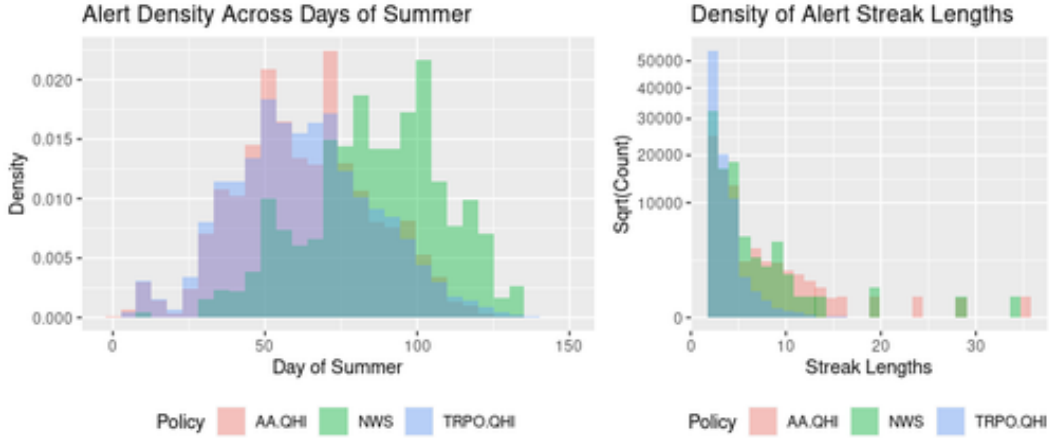 Alert Density Across Days of Summer
0.020
0.015
0.010
0.005
0.000
Density
0
50
100
150
Day of Summer
Policy AA.QHI NWS TRPO.QHI
Density of Alert Streak Lengths
50000
40000
30000
20000
10000
0
Sqrt(Count)
0
10
20
30
Streak Lengths
Policy AA.QHI NWS TRPO.QHI